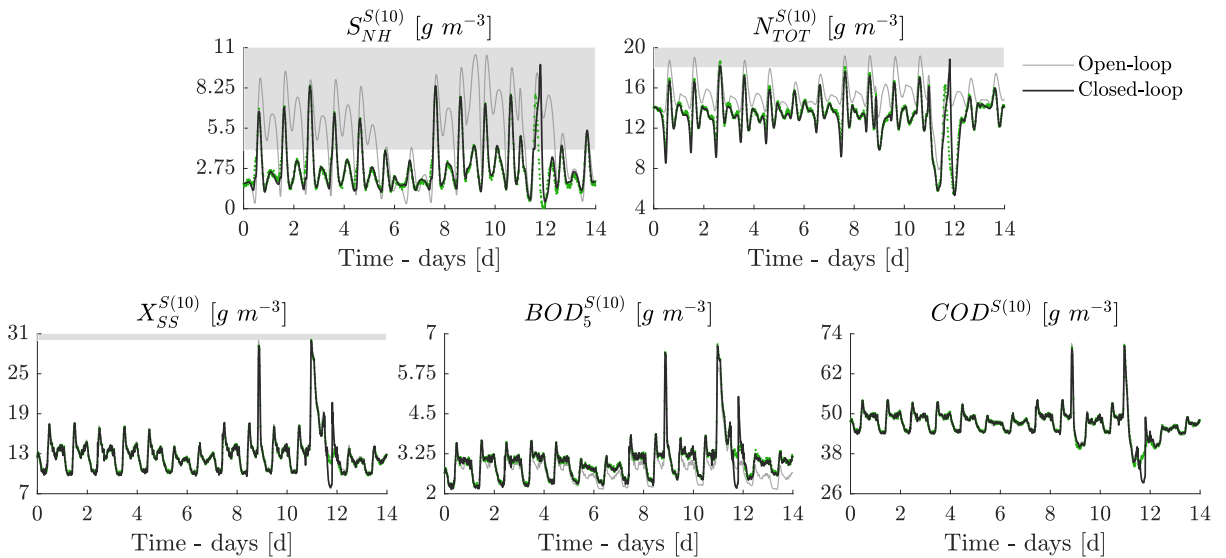 S_{NH}^{S(10)} [g m^{-3}]
N_{TOT}^{S(10)} [g m^{-3}]
11
8.25
5.5
2.75
0
0 2 4 6 8 10 12 14
Time - days [d]
20
16
12
8
4
0 2 4 6 8 10 12 14
Time - days [d]
Open-loop
Closed-loop
X_{SS}^{S(10)} [g m^{-3}]
31
25
19
13
7
0 2 4 6 8 10 12 14
Time - days [d]
BOD_5^{S(10)} [g m^{-3}]
7
5.75
4.5
3.25
2
0 2 4 6 8 10 12 14
Time - days [d]
COD^{S(10)} [g m^{-3}]
74
62
50
38
26
0 2 4 6 8 10 12 14
Time - days [d]